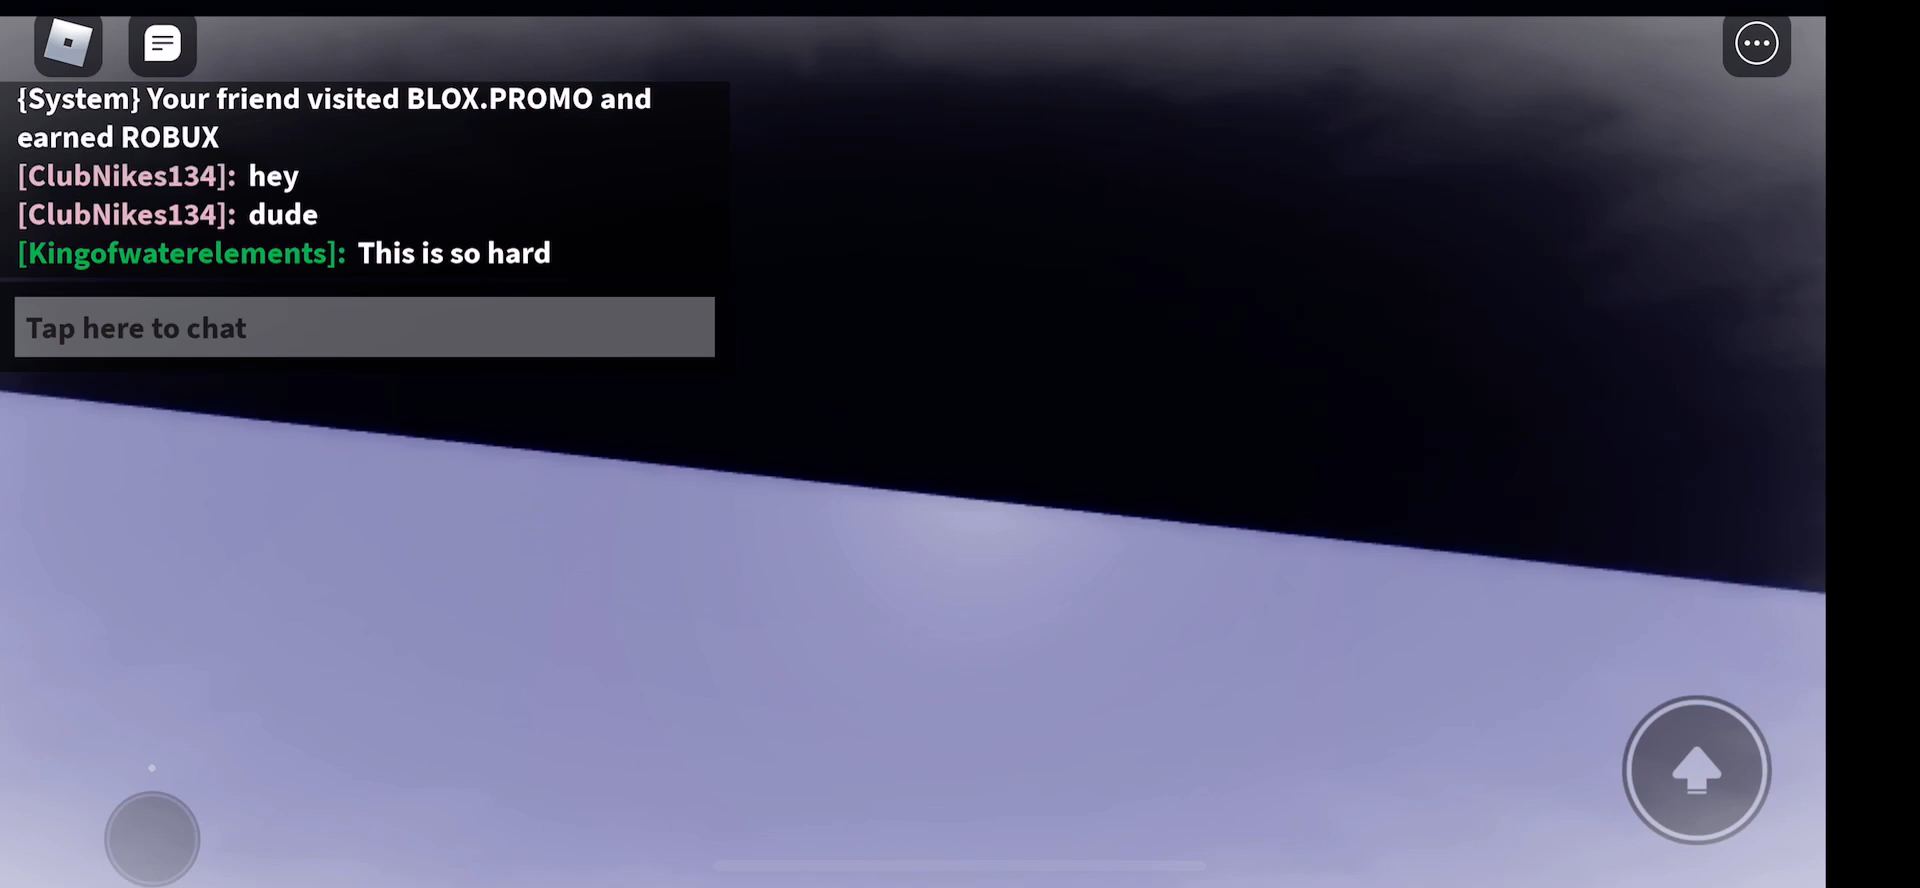 {System} Your friend visited BLOX.PROMO and
earned ROBUX
[ClubNikes134]: hey
[ClubNikes134]: dude
[Kingofwaterelements]: This is so hard
Tap here to chat